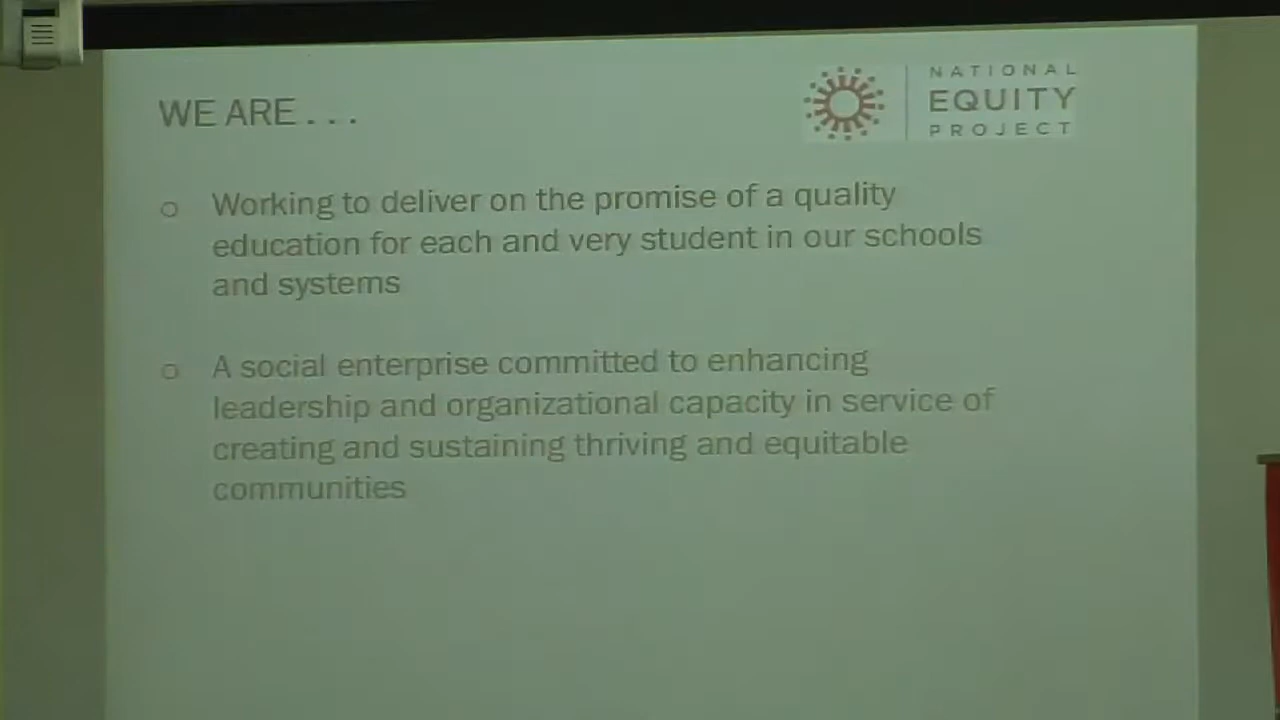 WE ARE . . .
NATIONAL
EQUITY
PROJECT
Working to deliver on the promise of a quality
education for each and very student in our schools
and systems
A social enterprise committed to enhancing
leadership and organizational capacity in service of
creating and sustaining thriving and equitable
communities